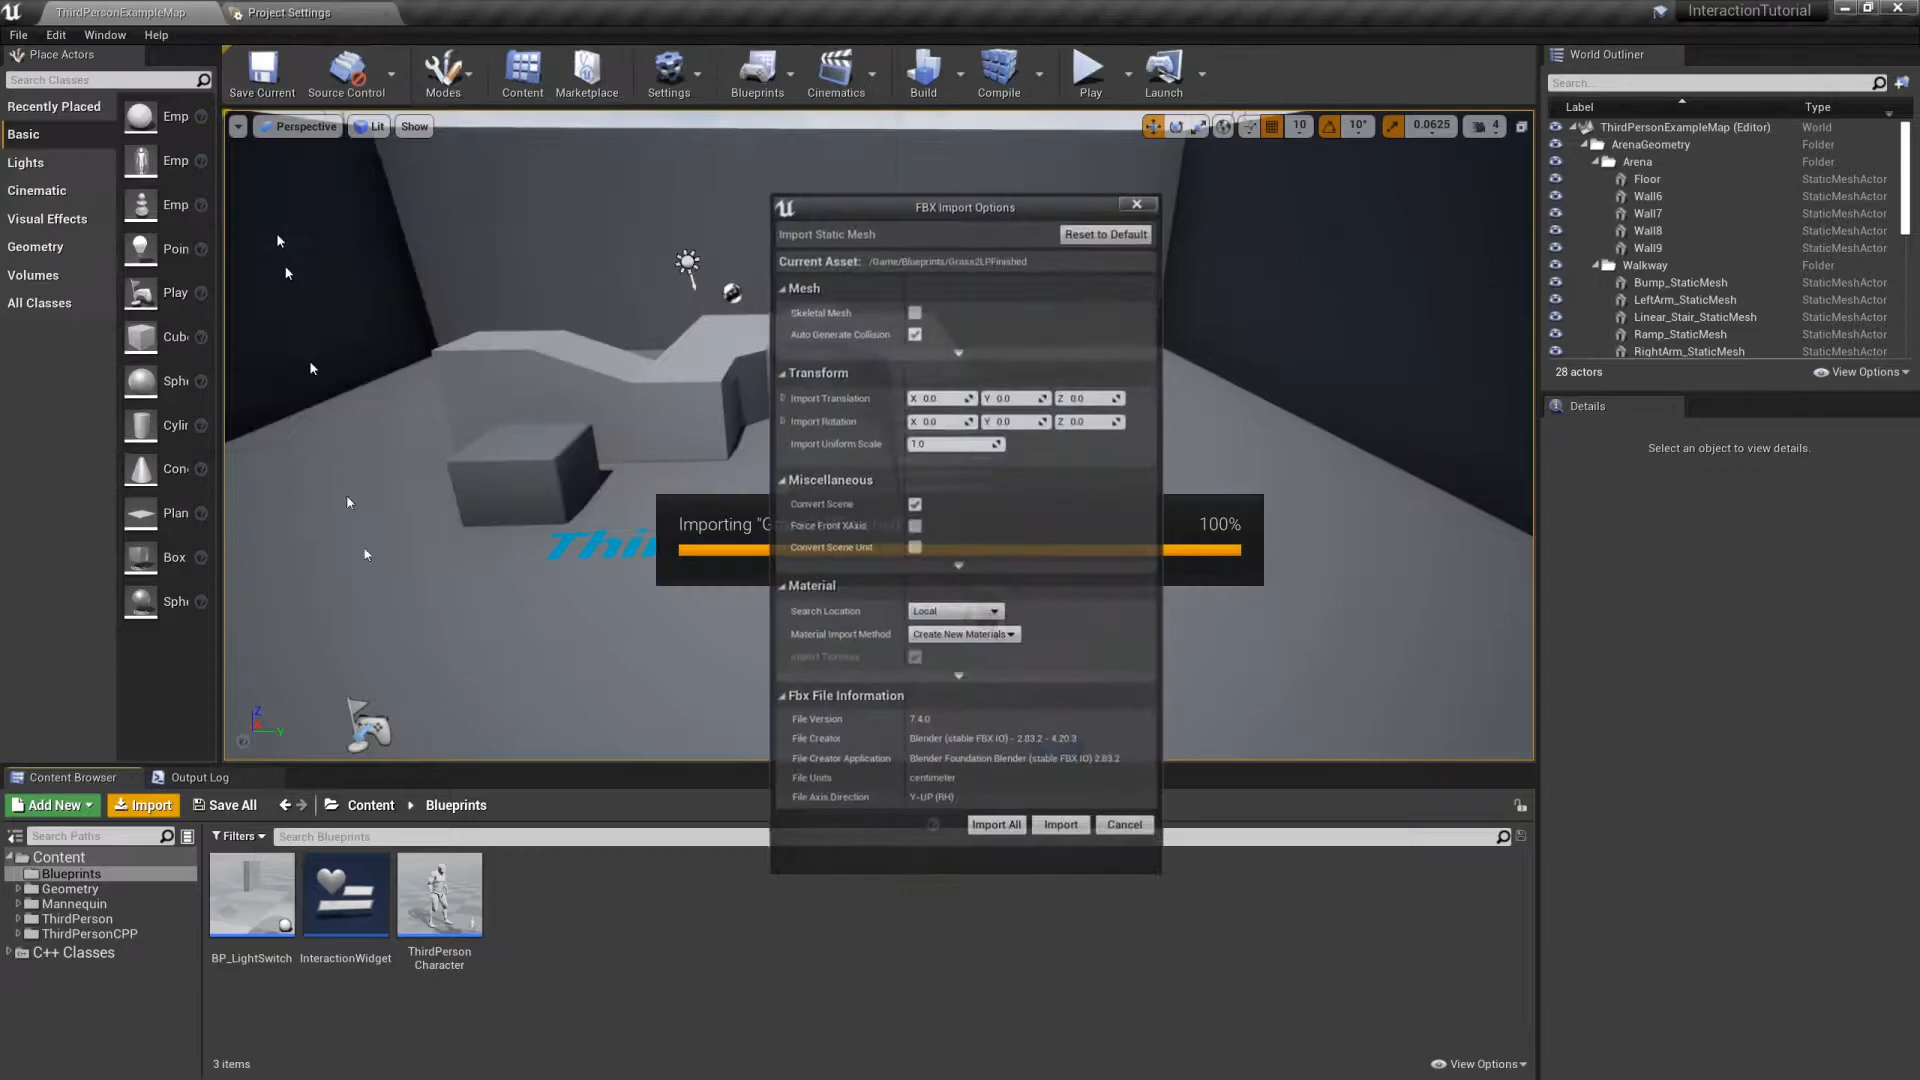 ThirdPersonExampleMap
Project Settings
InteractionTutorial
File Edit Window Help
Place Actors
Search Classes
Recently Placed
Basic
Lights
Cinematic
Visual Effects
Geometry
Volumes
All Classes
Emp
Emp
Emp
Poin
Play
Cub
Sph
Cylin
Con
Plan
Box
Sph
Save Current
Source Control
Modes
Content
Marketplace
Settings
Blueprints
Cinematics
Build
Compile
Play
Launch
Perspective
Lit
Show
10
10°
0.0625
4
Thi
X
Z
Y
Importing "G
100%
FBX Import Options
Import Static Mesh
Reset to Default
Current Asset: /Game/Blueprints/Grass2LPFinished
Mesh
Skeletal Mesh
Auto Generate Collision
Transform
Import Translation X 0.0 Y 0.0 Z 0.0
Import Rotation X 0.0 Y 0.0 Z 0.0
Import Uniform Scale 1.0
Miscellaneous
Convert Scene
Force Front XAxis
Convert Scene Unit
Material
Search Location Local
Material Import Method Create New Materials
Import Textures
Fbx File Information
File Version 7.4.0
File Creator Blender (stable FBX IO) - 2.83.2 - 4.20.3
File Creator Application Blender Foundation Blender (stable FBX IO) 2.83.2
File Units centimeter
File Axis Direction Y-UP (RH)
Import All
Import
Cancel
World Outliner
Search...
Label Type
ThirdPersonExampleMap (Editor) World
ArenaGeometry Folder
Arena Folder
Floor StaticMeshActor
Wall6 StaticMeshActor
Wall7 StaticMeshActor
Wall8 StaticMeshActor
Wall9 StaticMeshActor
Walkway Folder
Bump_StaticMesh StaticMeshActor
LeftArm_StaticMesh StaticMeshActor
Linear_Stair_StaticMesh StaticMeshActor
Ramp_StaticMesh StaticMeshActor
RightArm_StaticMesh StaticMeshActor
28 actors
View Options
Details
Select an object to view details.
Content Browser
Output Log
Add New
Import
Save All
Content
Blueprints
Search Paths
Filters
Search Blueprints
Content
Blueprints
Geometry
Mannequin
ThirdPerson
ThirdPersonCPP
C++ Classes
BP_LightSwitch
InteractionWidget
ThirdPerson
Character
3 items
View Options